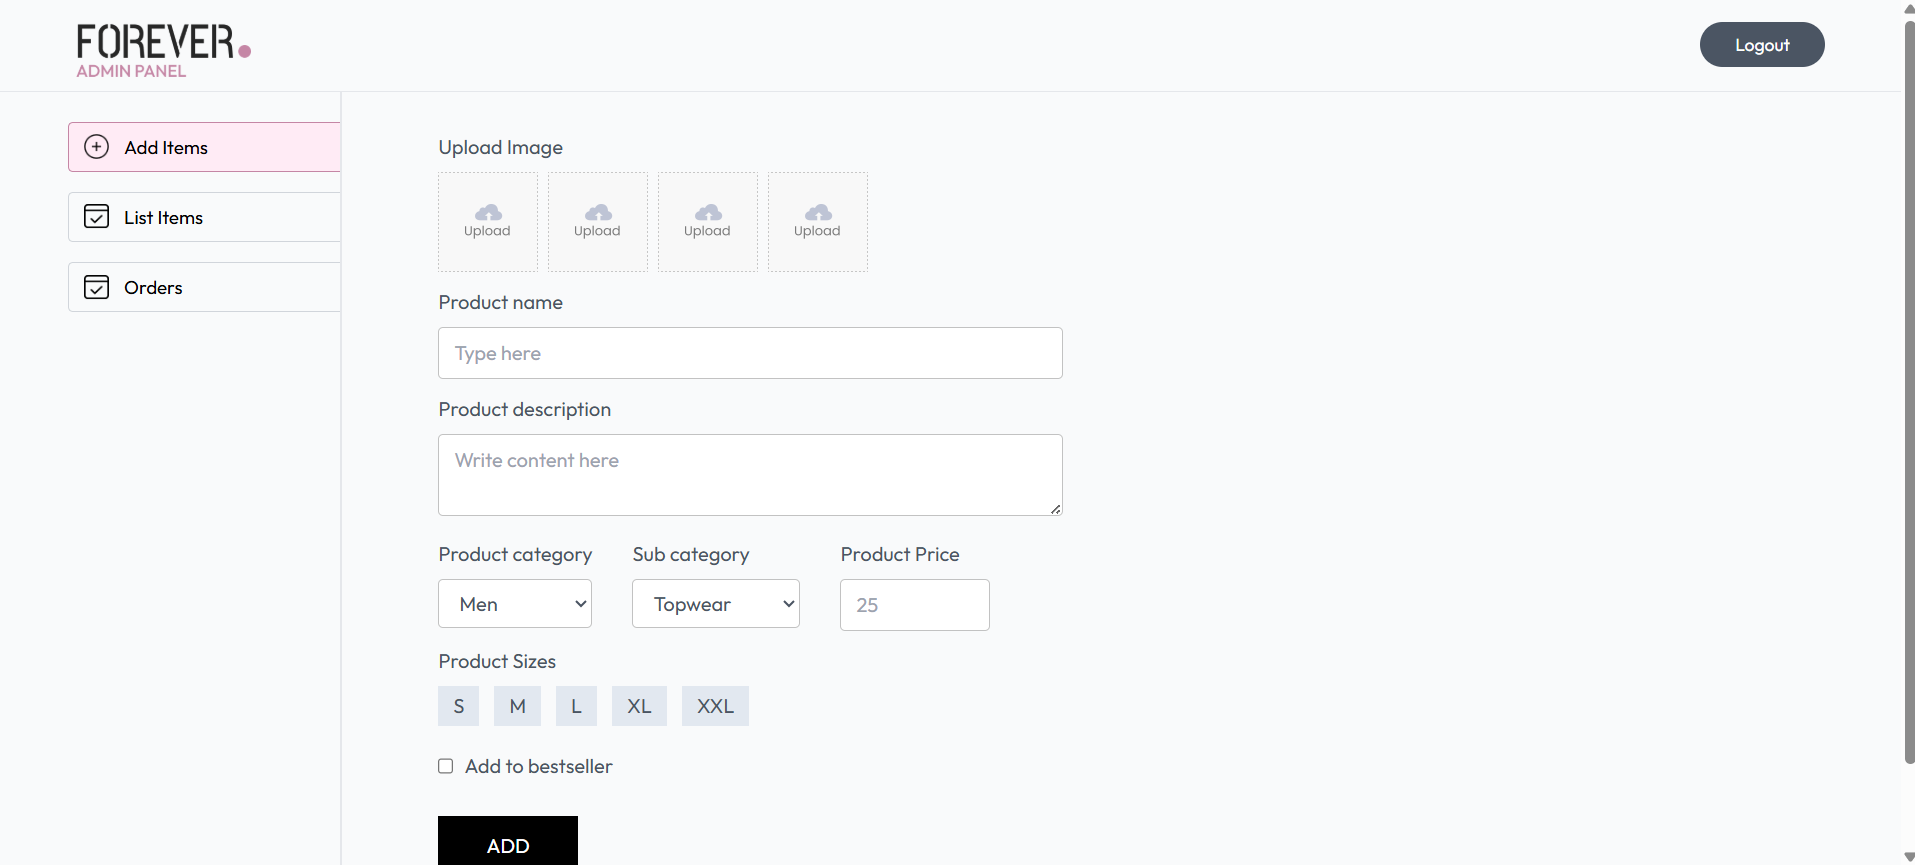 FOREVER.
ADMIN PANEL
Logout
Add Items
List Items
Orders
Upload Image
Upload Upload Upload Upload
Product name
Type here
Product description
Write content here
Product category Sub category Product Price
Men Topwear 25
Product Sizes
S M L XL XXL
Add to bestseller
ADD